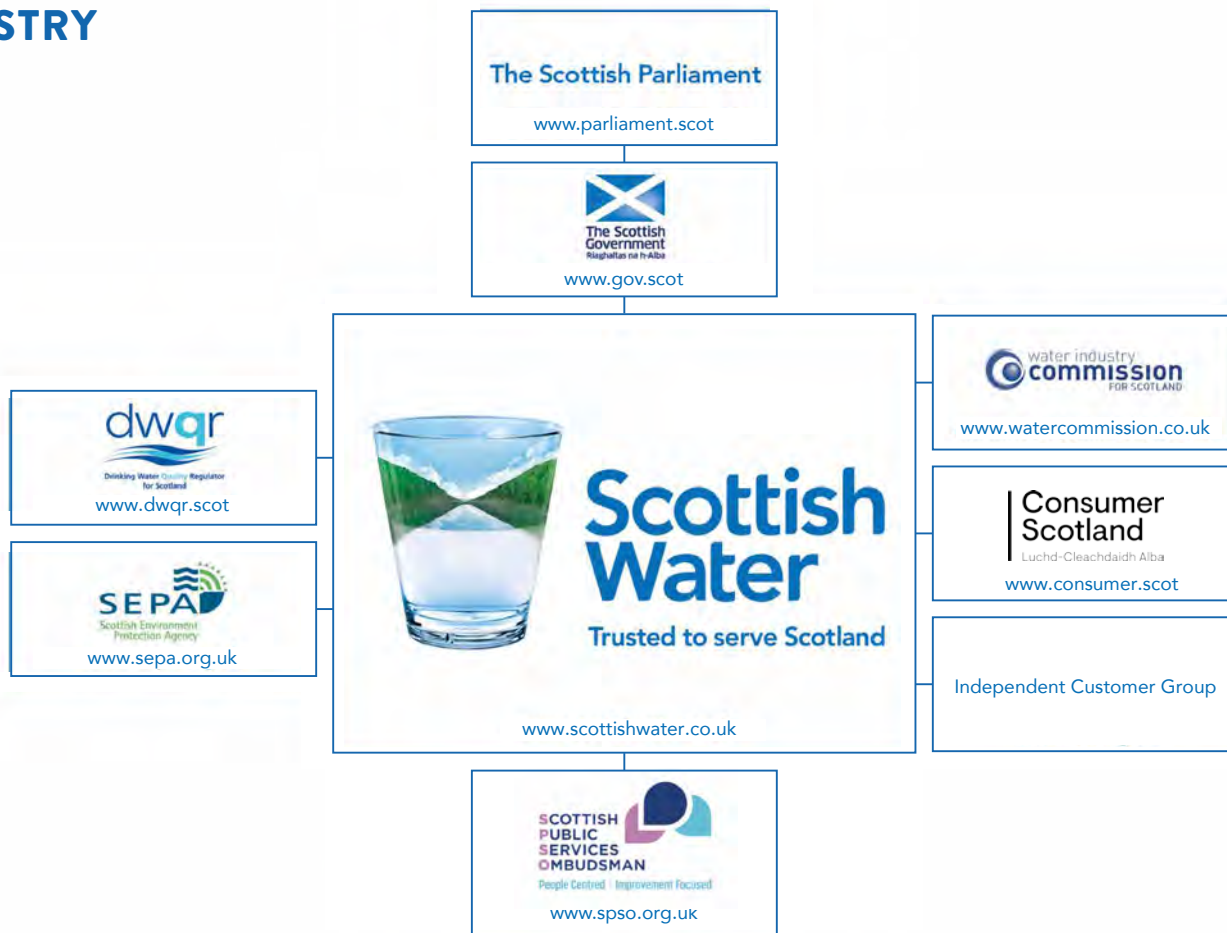 STRY
The Scottish Parliament
www.parliament.scot
The Scottish
Government
Riaghaltas na h-Alba
www.gov.scot
dwqr
Drinking Water Quality Regulator
for Scotland
www.dwqr.scot
SEPA
Scottish Environment
Protection Agency
www.sepa.org.uk
Scottish
Water
Trusted to serve Scotland
www.scottishwater.co.uk
water industry
commission
FOR SCOTLAND
www.watercommission.co.uk
Consumer
Scotland
Luchd-Cleachdaidh Alba
www.consumer.scot
Independent Customer Group
SCOTTISH
PUBLIC
SERVICES
OMBUDSMAN
People Centred | Improvement Focused
www.spso.org.uk